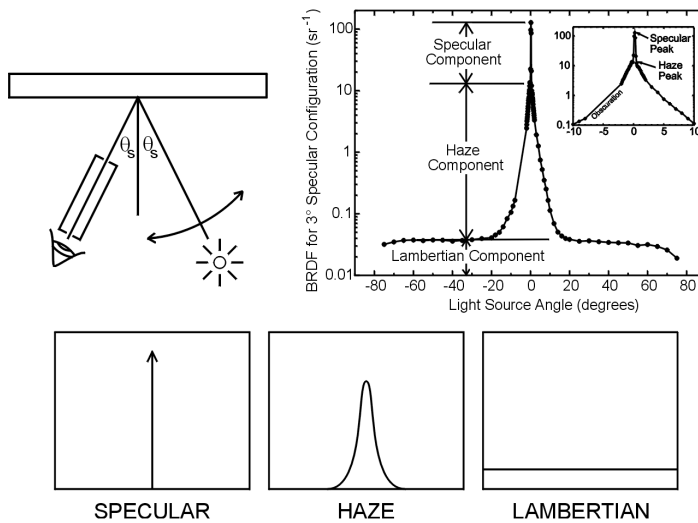 θs θs
BRDF for 3° Specular Configuration (sr⁻¹)
100
10
1
0.1
0.01
Specular
Component
Haze
Component
Lambertian Component
-80 -60 -40 -20 0 20 40 60 80
Light Source Angle (degrees)
100
10
1
0.1
-10 -5 0 5 10
Specular
Peak
Haze
Peak
Obscuration
SPECULAR
HAZE
LAMBERTIAN